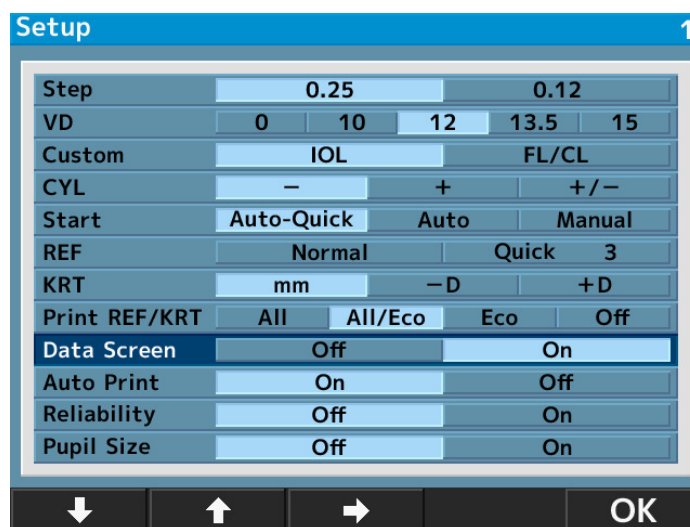 Setup 1
Step 0.25 0.12
VD 0 10 12 13.5 15
Custom IOL FL/CL
CYL − + +/−
Start Auto-Quick Auto Manual
REF Normal Quick 3
KRT mm −D +D
Print REF/KRT All All/Eco Eco Off
Data Screen Off On
Auto Print On Off
Reliability Off On
Pupil Size Off On
OK